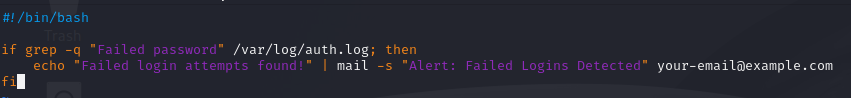 #!/bin/bash
Trash
if grep -q "Failed password" /var/log/auth.log; then
    echo "Failed login attempts found!" | mail -s "Alert: Failed Logins Detected" your-email@example.com
fi